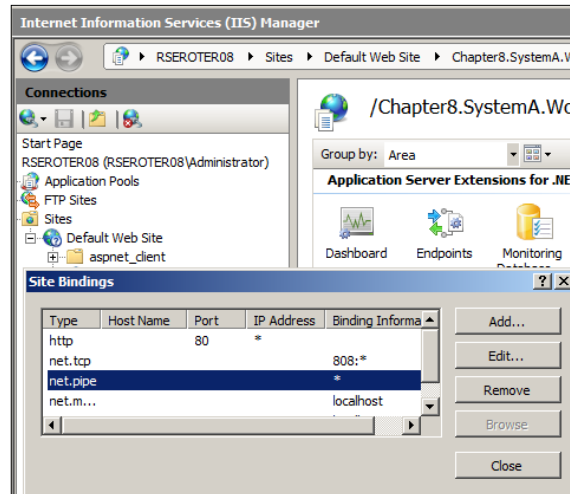 Internet Information Services (IIS) Manager
RSEROTER08 Sites Default Web Site Chapter8.SystemA.W
Connections
Start Page
RSEROTER08 (RSEROTER08\Administrator)
Application Pools
FTP Sites
Sites
Default Web Site
aspnet_client
/Chapter8.SystemA.Wo
Group by: Area
Application Server Extensions for .NE
Dashboard Endpoints Monitoring
Site Bindings
Type Host Name Port IP Address Binding Informa
http 80 *
net.tcp 808:*
net.pipe *
net.m... localhost
Add...
Edit...
Remove
Browse
Close